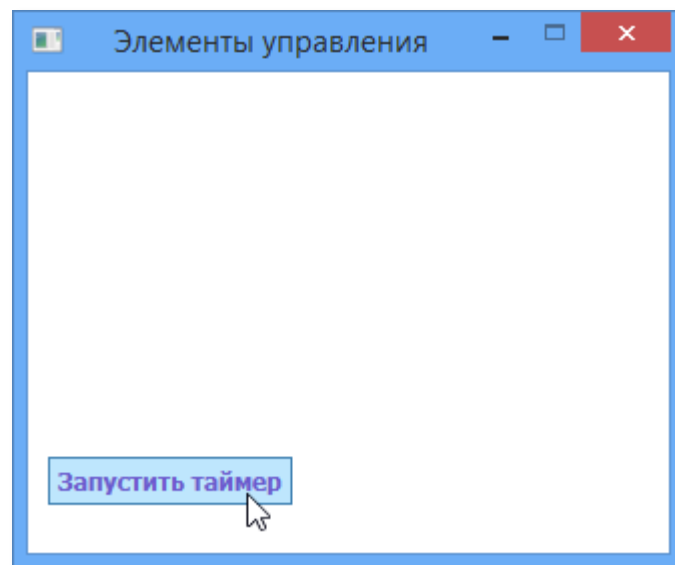 Элементы управления
Запустить таймер